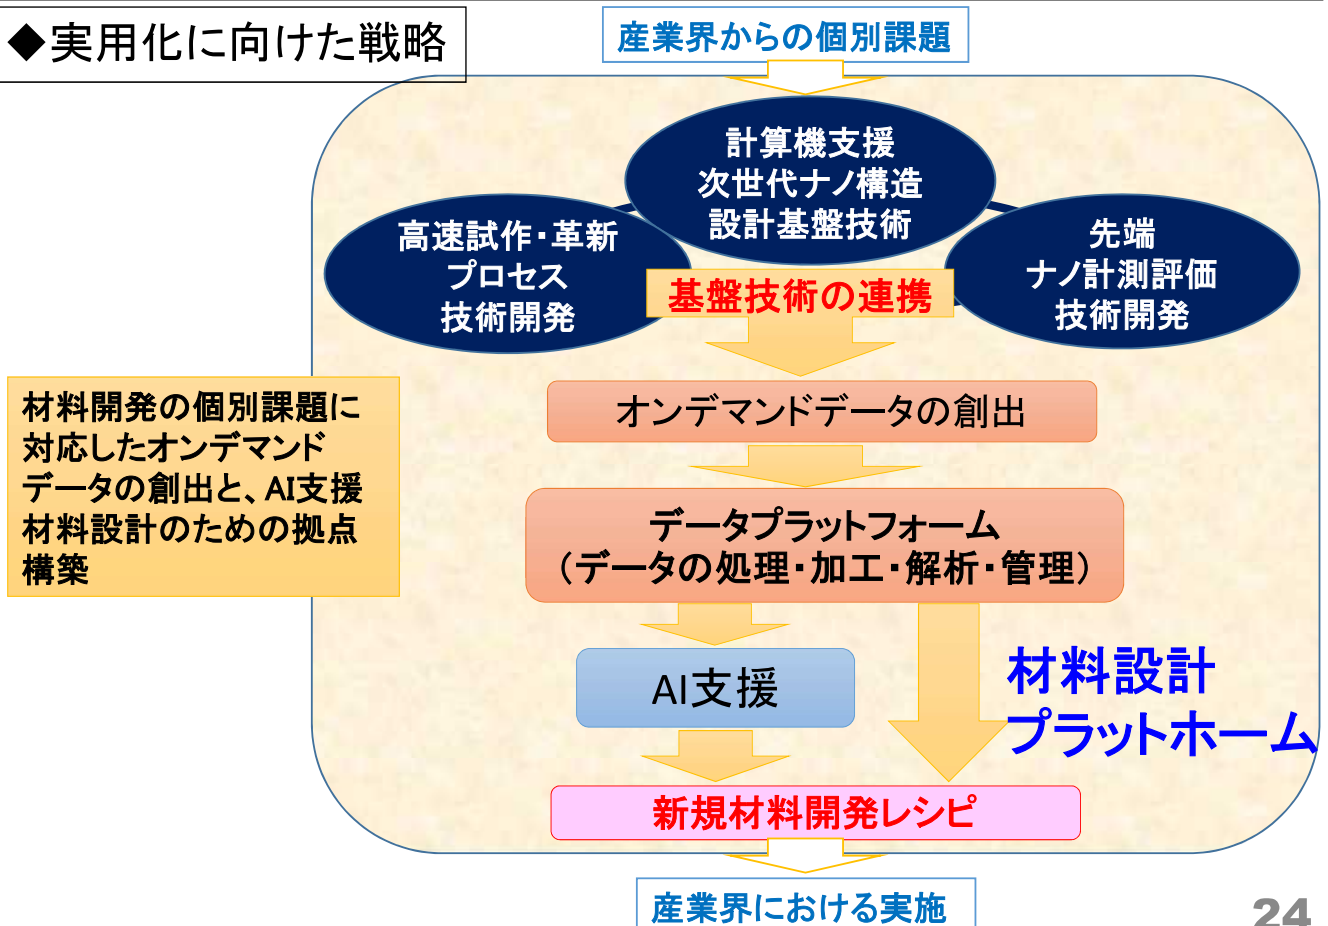 ◆実用化に向けた戦略
産業界からの個別課題
計算機支援
次世代ナノ構造
設計基盤技術
高速試作・革新
プロセス
技術開発
先端
ナノ計測評価
技術開発
基盤技術の連携
オンデマンドデータの創出
材料開発の個別課題に
対応したオンデマンド
データの創出と、AI支援
材料設計のための拠点
構築
データプラットフォーム
（データの処理・加工・解析・管理）
AI支援
材料設計
プラットホーム
新規材料開発レシピ
産業界における実施
24